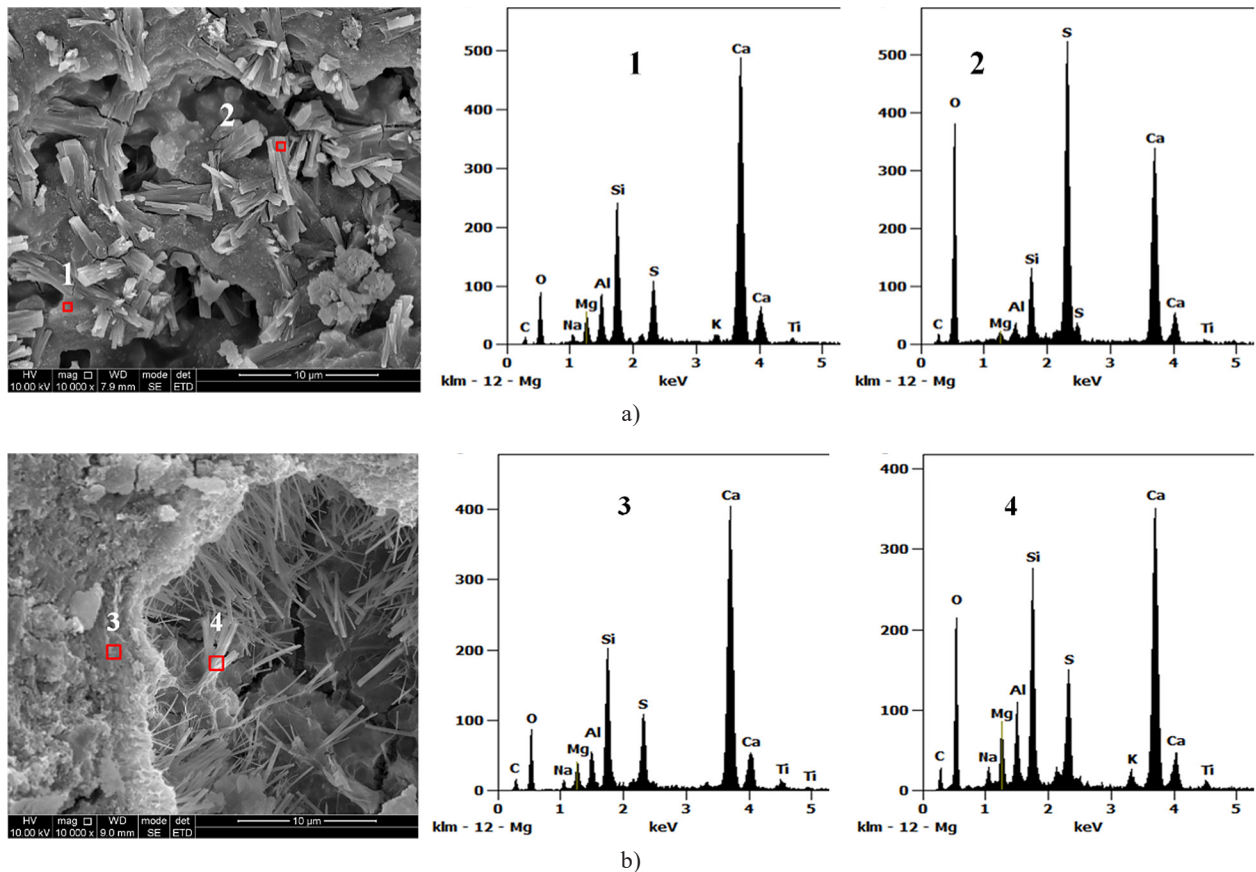 2
1
HV mag □ WD mode det
10.00 kV 10 000 x 7.9 mm SE ETD
10 μm
1
500
400
300
200
100
0
C
O
Na
Mg
Al
Si
S
K
Ca
Ca
Ti
0 1 2 3 4 5
klm - 12 - Mg keV
2
500
400
300
200
100
0
C
O
Mg
Al
Si
S
S
Ca
Ca
Ti
0 1 2 3 4 5
klm - 12 - Mg keV
a)
3
4
HV mag □ WD mode det
10.00 kV 10 000 x 9.0 mm SE ETD
10 μm
3
400
300
200
100
0
C
O
Na
Mg
Al
Si
S
Ca
Ca
Ti
Ti
0 1 2 3 4 5
klm - 12 - Mg keV
4
400
300
200
100
0
C
O
Na
Mg
Al
Si
S
K
Ca
Ca
Ti
0 1 2 3 4 5
klm - 12 - Mg keV
b)